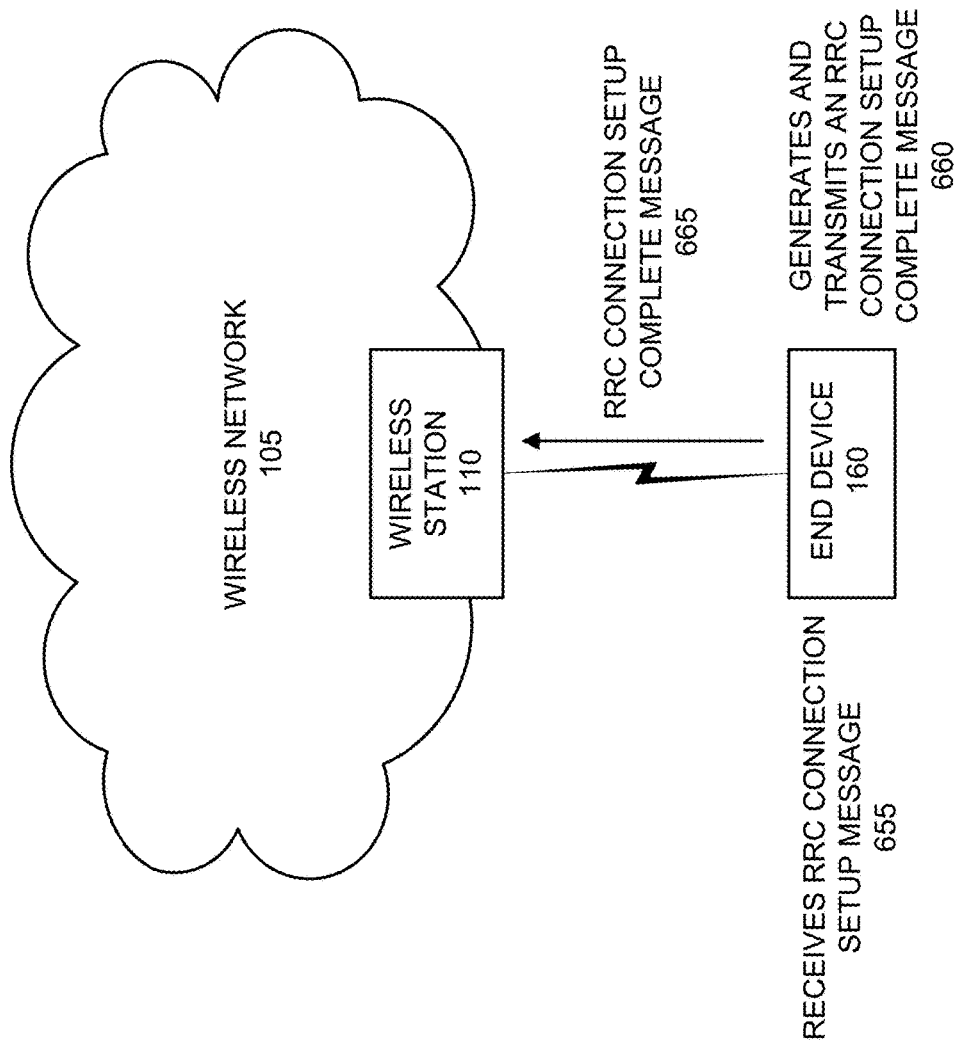 WIRELESS NETWORK
105
WIRELESS
STATION
110
RRC CONNECTION SETUP
COMPLETE MESSAGE
665
RECEIVES RRC CONNECTION
SETUP MESSAGE
655
END DEVICE
160
GENERATES AND
TRANSMITS AN RRC
CONNECTION SETUP
COMPLETE MESSAGE
660